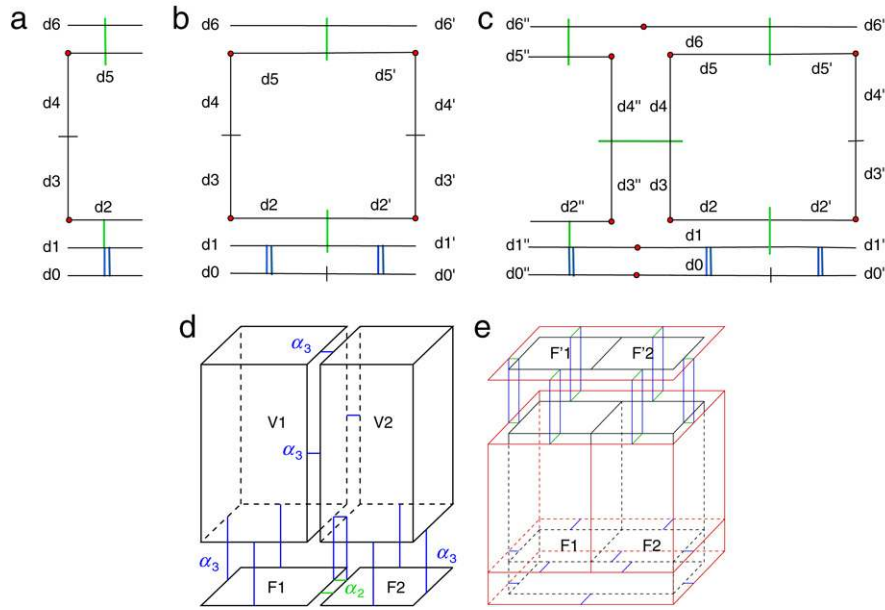 a
d6
d5
d4
d3
d2
d1
d0
b
d6
d6'
d5
d5'
d4
d4'
d3
d3'
d2
d2'
d1
d1'
d0
d0'
c
d6"
d6'
d6
d5"
d5
d5'
d4"
d4
d4'
d3"
d3
d3'
d2"
d2
d2'
d1
d1"
d1'
d0
d0"
d0'
d
α3
V1
V2
α3
α3
α3
F1
α2
F2
e
F'1
F'2
F1
F2